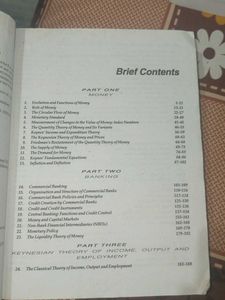 Brief Contents
PART ONE
MONEY
1. Evolution and Functions of Money
2. Role of Money
3. The Circular Flow of Money
4. Monetary Standard
5. Measurement of Changes in the Value of Money: Index Numbers
6. The Quantity Theory of Money and Its Variants
7. Keynes' Income and Expenditure Theory
8. The Keynesian Theory of Money and Prices
9. Friedman's Restatement of the Quantity Theory of Money
10. The Supply of Money
11. The Demand for Money
12. Keynes' Fundamental Equations
13. Inflation and Deflation
PART TWO
BANKING
14. Commercial Banking
15. Organisation and Structure of Commercial Banks
16. Commercial Bank Policies and Principles
17. Credit Creation by Commercial Banks
18. Credit and Credit Instruments
19. Central Banking: Functions and Credit Control
20. Money and Capital Markets
21. Non-Bank Financial Intermediaries (NBFIs)
22. Monetary Policy
23. The Liquidity Theory of Money
PART THREE
KEYNESIAN THEORY OF INCOME, OUTPUT AND
EMPLOYMENT
24. The Classical Theory of Income, Output and Employment